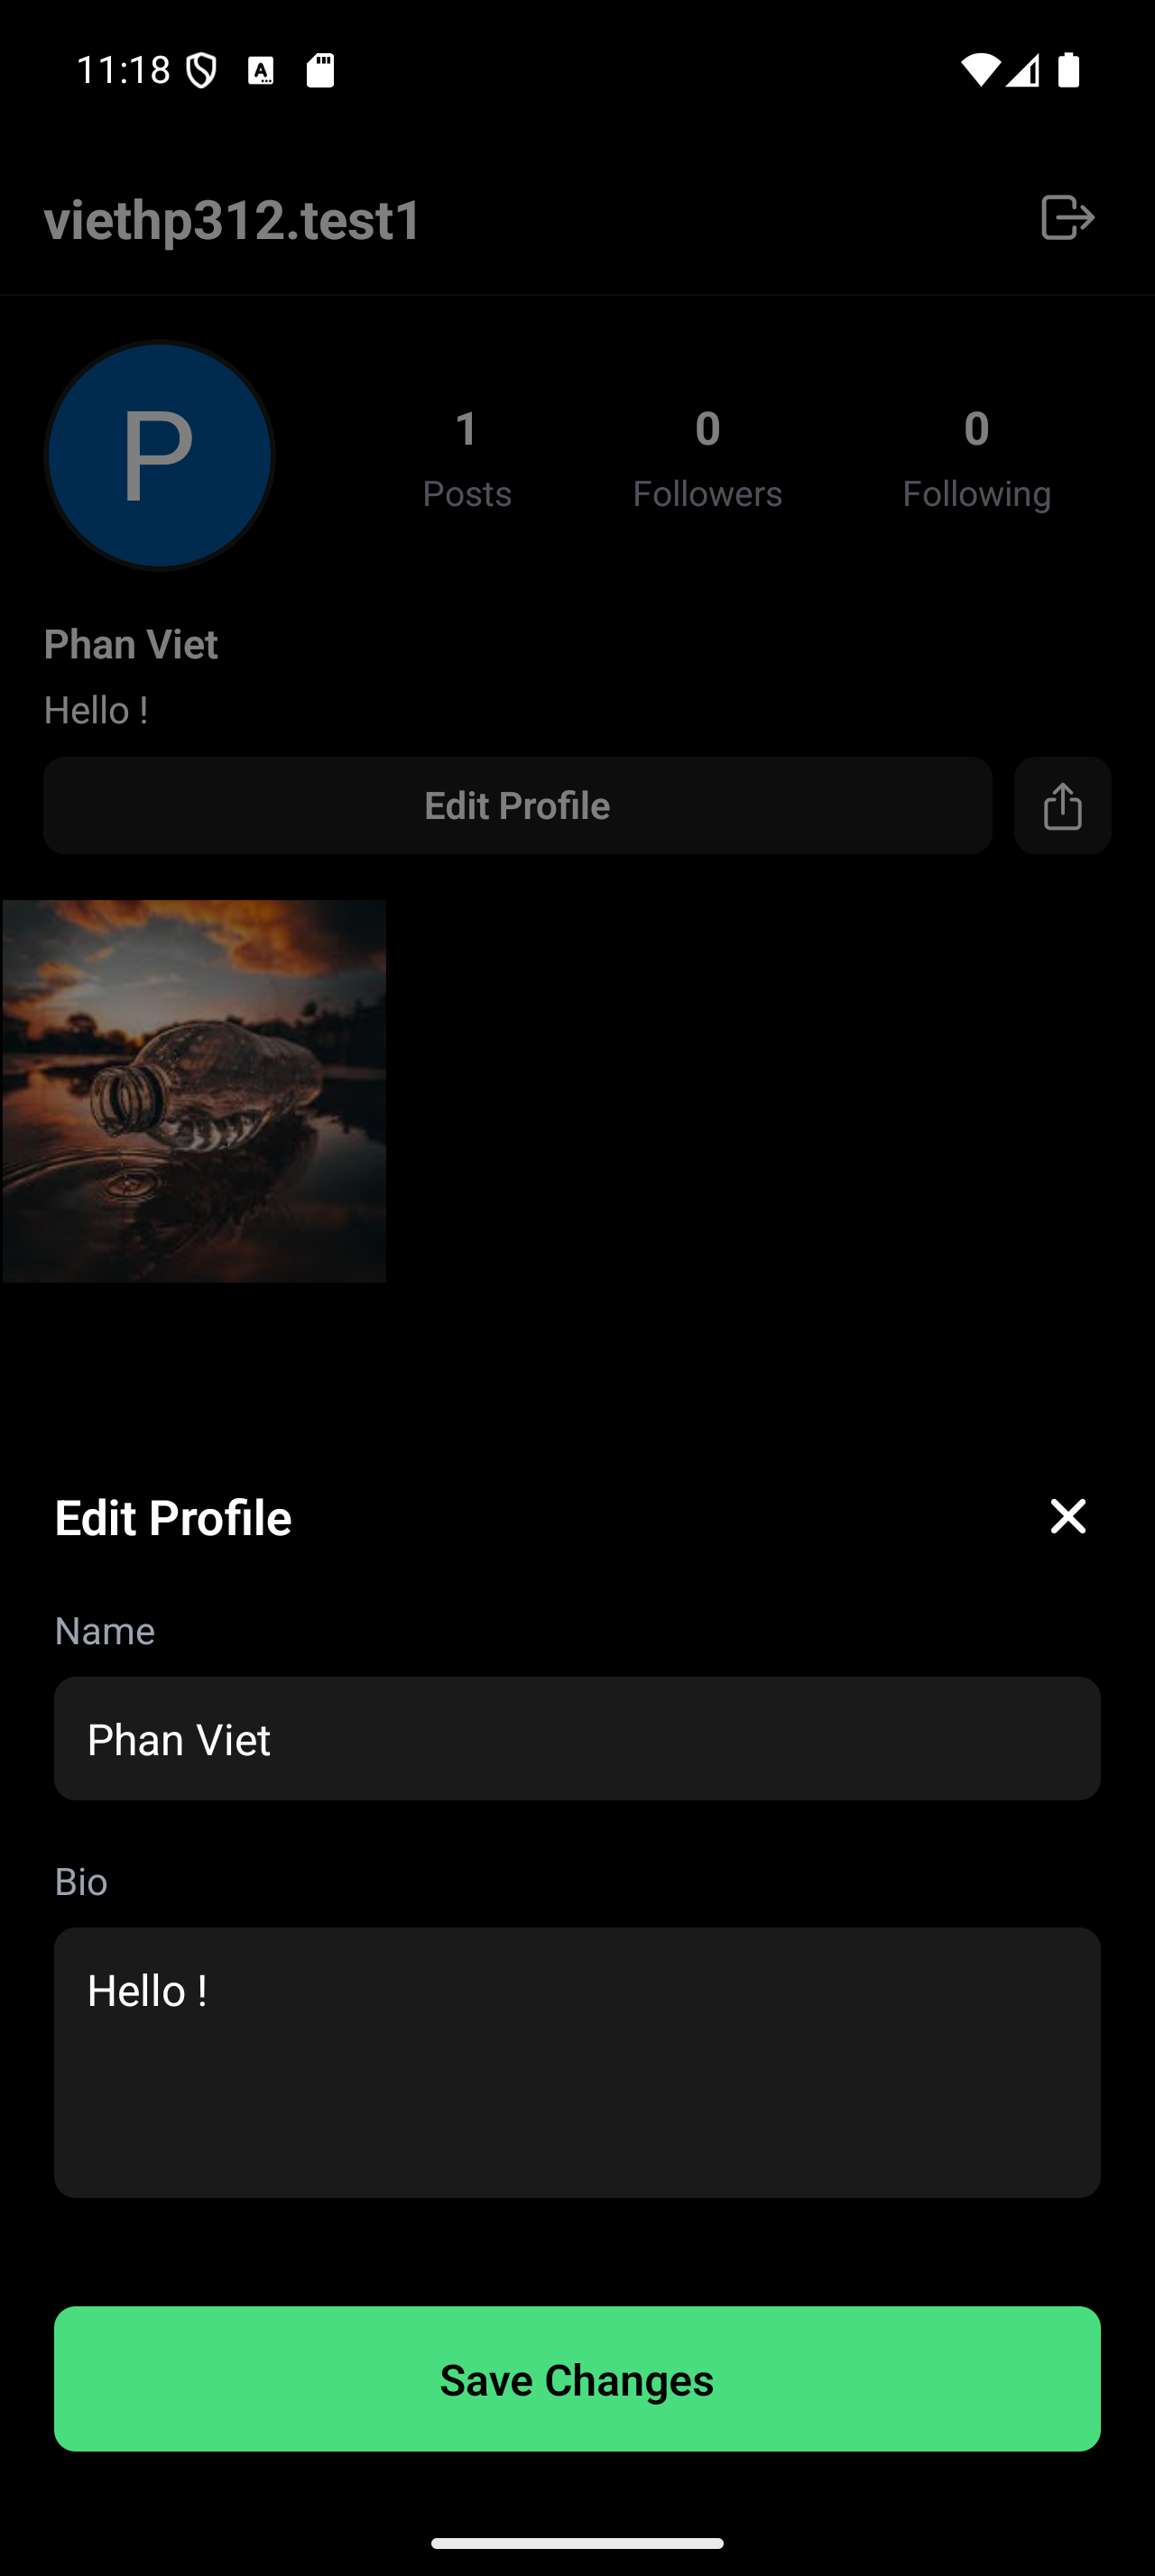 11:18
viethp312.test1
P
1 0 0
Posts Followers Following
Phan Viet
Hello !
Edit Profile
Edit Profile
Name
Phan Viet
Bio
Hello !
Save Changes